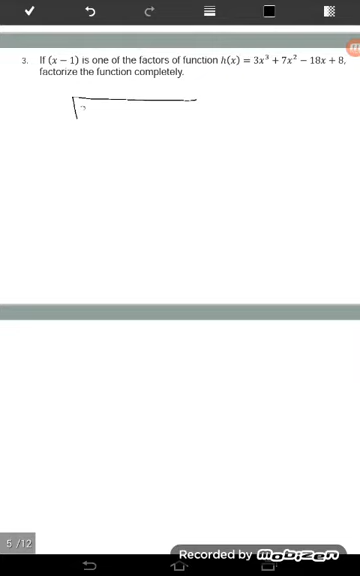 3. If (x − 1) is one of the factors of function h(x) = 3x³ + 7x² − 18x + 8,
factorize the function completely.
5 /12
Recorded by Mobizen